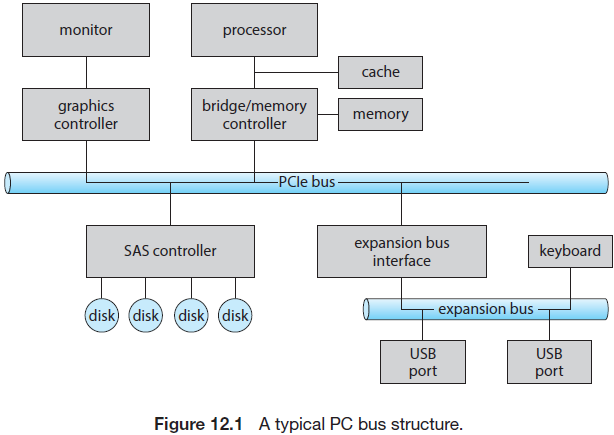 monitor
processor
cache
graphics
controller
bridge/memory
controller
memory
PCIe bus
SAS controller
expansion bus
interface
keyboard
disk
disk
disk
disk
expansion bus
USB
port
USB
port
Figure 12.1 A typical PC bus structure.